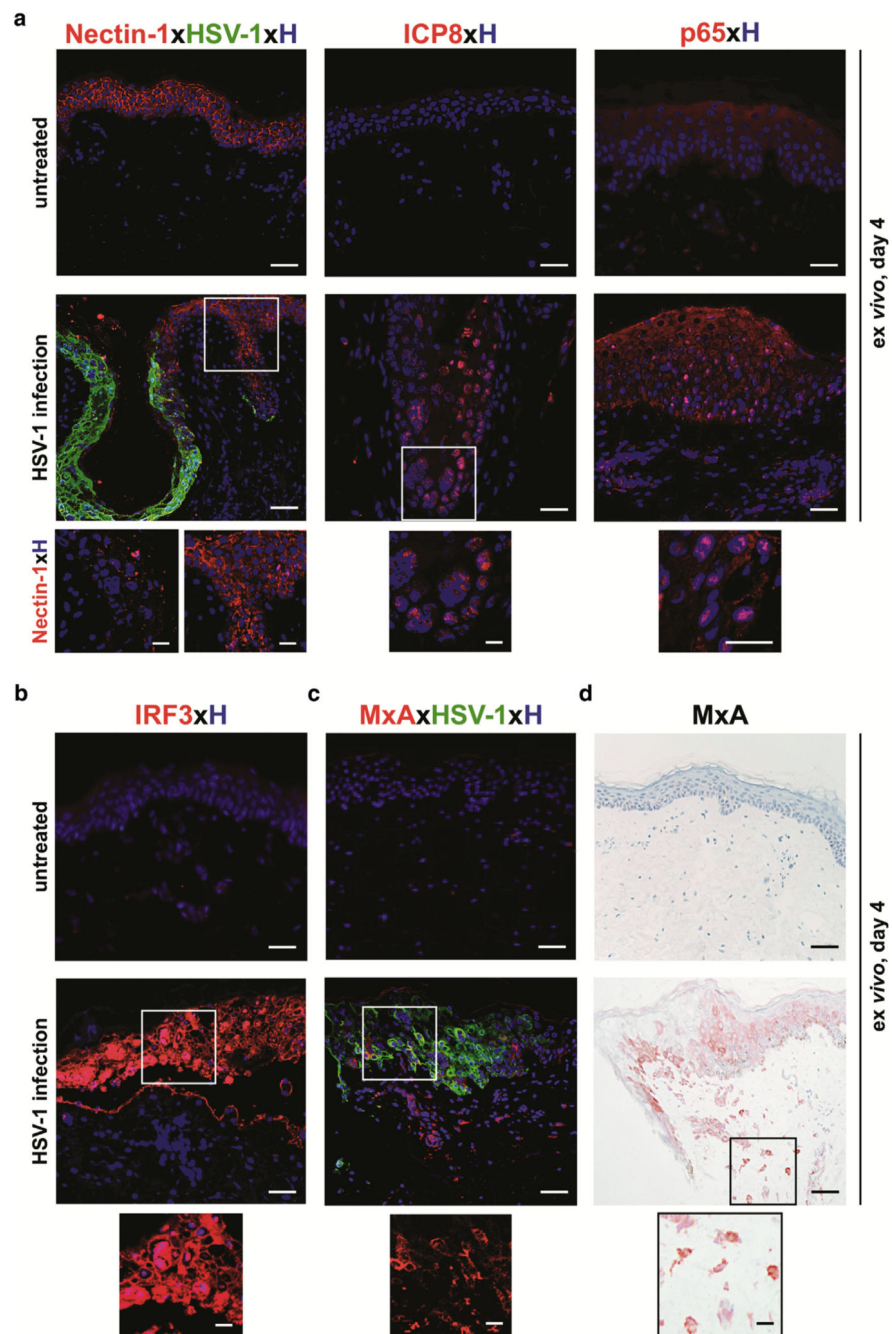 a
Nectin-1xHSV-1xH
ICP8xH
p65xH
untreated
HSV-1 infection
ex vivo, day 4
Nectin-1xH
b
IRF3xH
c
MxAxHSV-1xH
d
MxA
untreated
HSV-1 infection
ex vivo, day 4